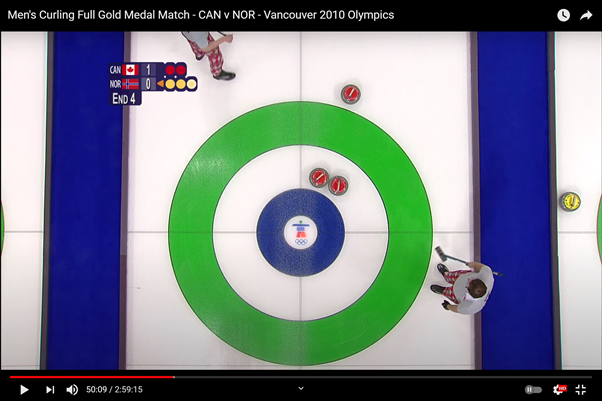 Men's Curling Full Gold Medal Match - CAN v NOR - Vancouver 2010 Olympics
CAN 1
NOR 0
END 4
50:09 / 2:59:15
HD